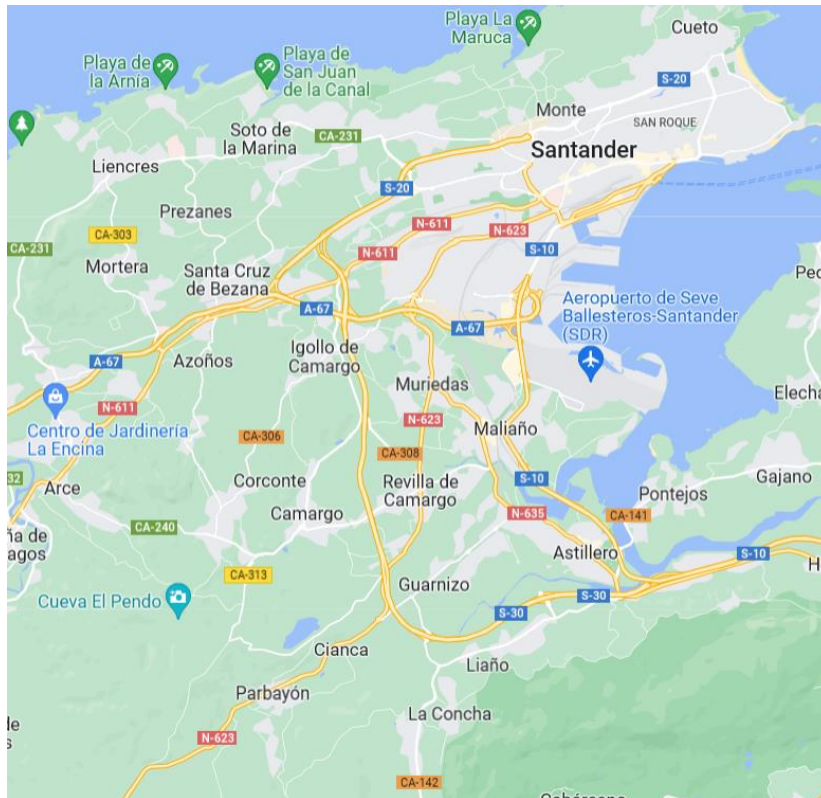 Playa La
Maruca
Cueto
Playa de
la Arnía
Playa de
San Juan
de la Canal
S-20
Monte
SAN ROQUE
Soto de
la Marina
CA-231
Santander
Liencres
S-20
Prezanes
N-611
N-623
CA-303
CA-231
N-611
S-10
Mortera
Santa Cruz
de Bezana
Aeropuerto de Seve
Ballesteros-Santander
(SDR)
A-67
A-67
Igollo de
Camargo
A-67
Azoños
Muriedas
Elecha
N-611
N-623
Centro de Jardinería
La Encina
CA-306
Maliaño
CA-308
32
Arce
Corconte
Revilla de
Camargo
S-10
Gajano
Pontejos
Camargo
N-635
CA-141
CA-240
ña de
agos
Astillero
S-10
H
CA-313
Guarnizo
S-30
Cueva El Pendo
S-30
Cianca
Liaño
Parbayón
La Concha
N-623
CA-142